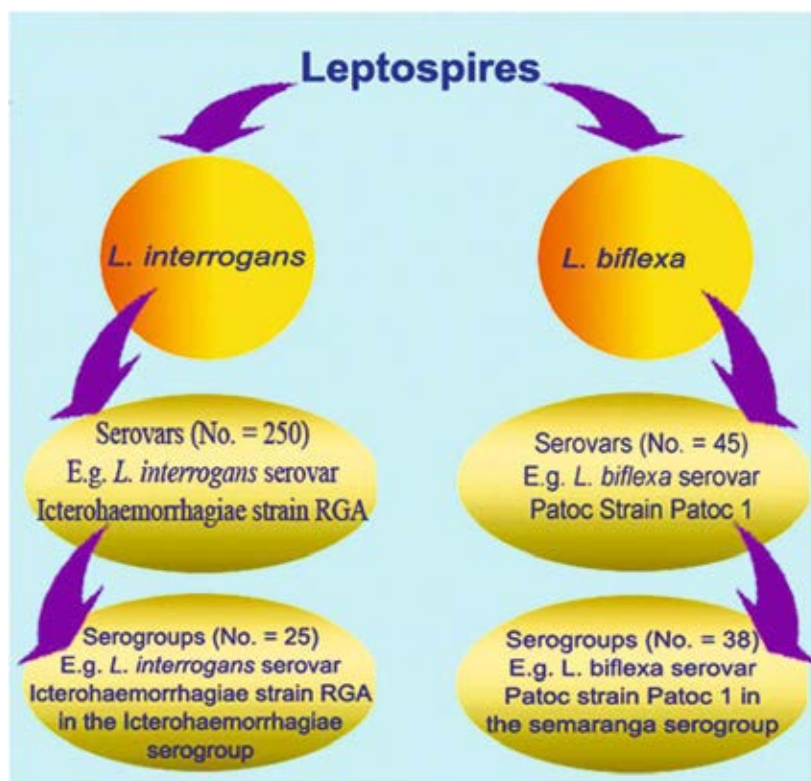 Leptospires
L. interrogans
L. biflexa
Serovars (No. = 250)
E.g. L. interrogans serovar
Icterohaemorrhagiae strain RGA
Serovars (No. = 45)
E.g. L. biflexa serovar
Patoc Strain Patoc 1
Serogroups (No. = 25)
E.g. L. interrogans serovar
Icterohaemorrhagiae strain RGA
in the Icterohaemorrhagiae
serogroup
Serogroups (No. = 38)
E.g. L. biflexa serovar
Patoc strain Patoc 1 in
the semaranga serogroup